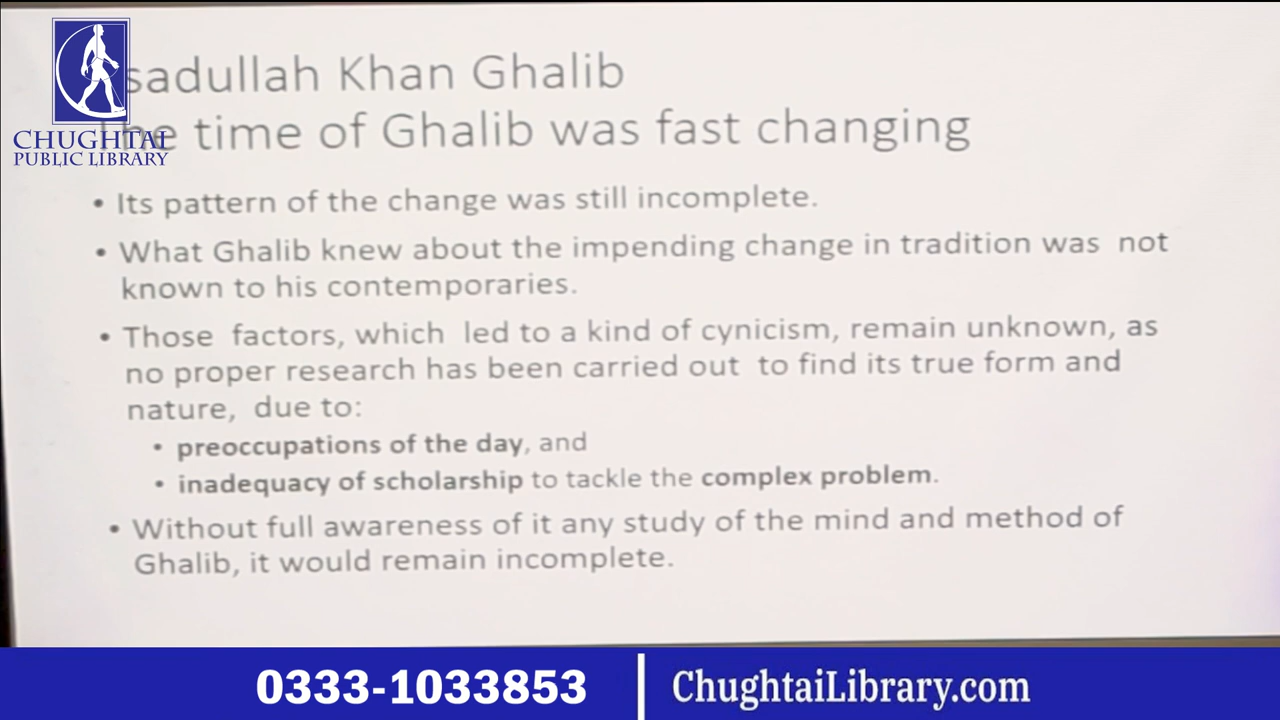 sadullah Khan Ghalib
The time of Ghalib was fast changing
CHUGHTAI
PUBLIC LIBRARY
• Its pattern of the change was still incomplete.
• What Ghalib knew about the impending change in tradition was not
known to his contemporaries.
• Those factors, which led to a kind of cynicism, remain unknown, as
no proper research has been carried out to find its true form and
nature, due to:
• preoccupations of the day, and
• inadequacy of scholarship to tackle the complex problem.
• Without full awareness of it any study of the mind and method of
Ghalib, it would remain incomplete.
0333-1033853
ChughtaiLibrary.com